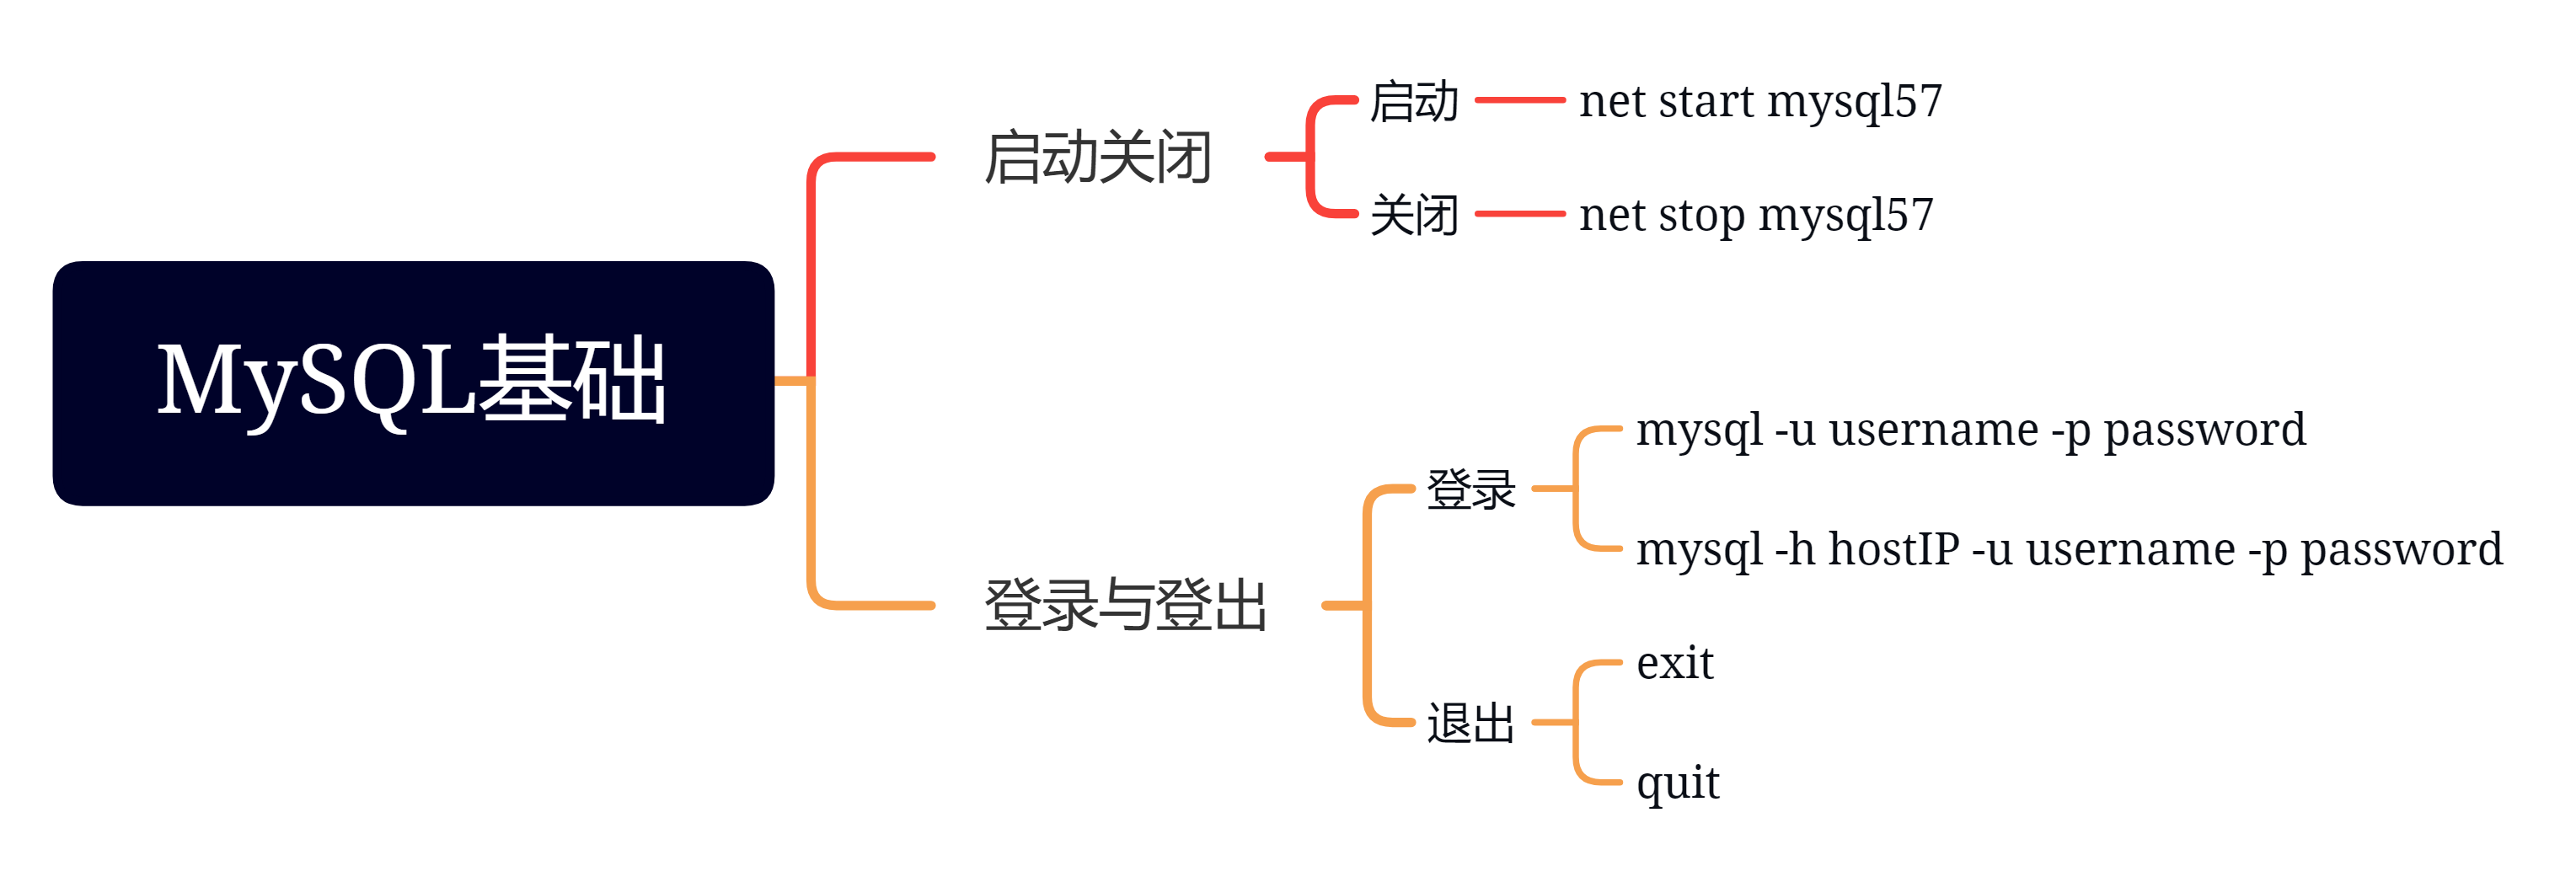 MySQL基础
启动关闭
启动
net start mysql57
关闭
net stop mysql57
登录与登出
登录
mysql -u username -p password
mysql -h hostIP -u username -p password
退出
exit
quit